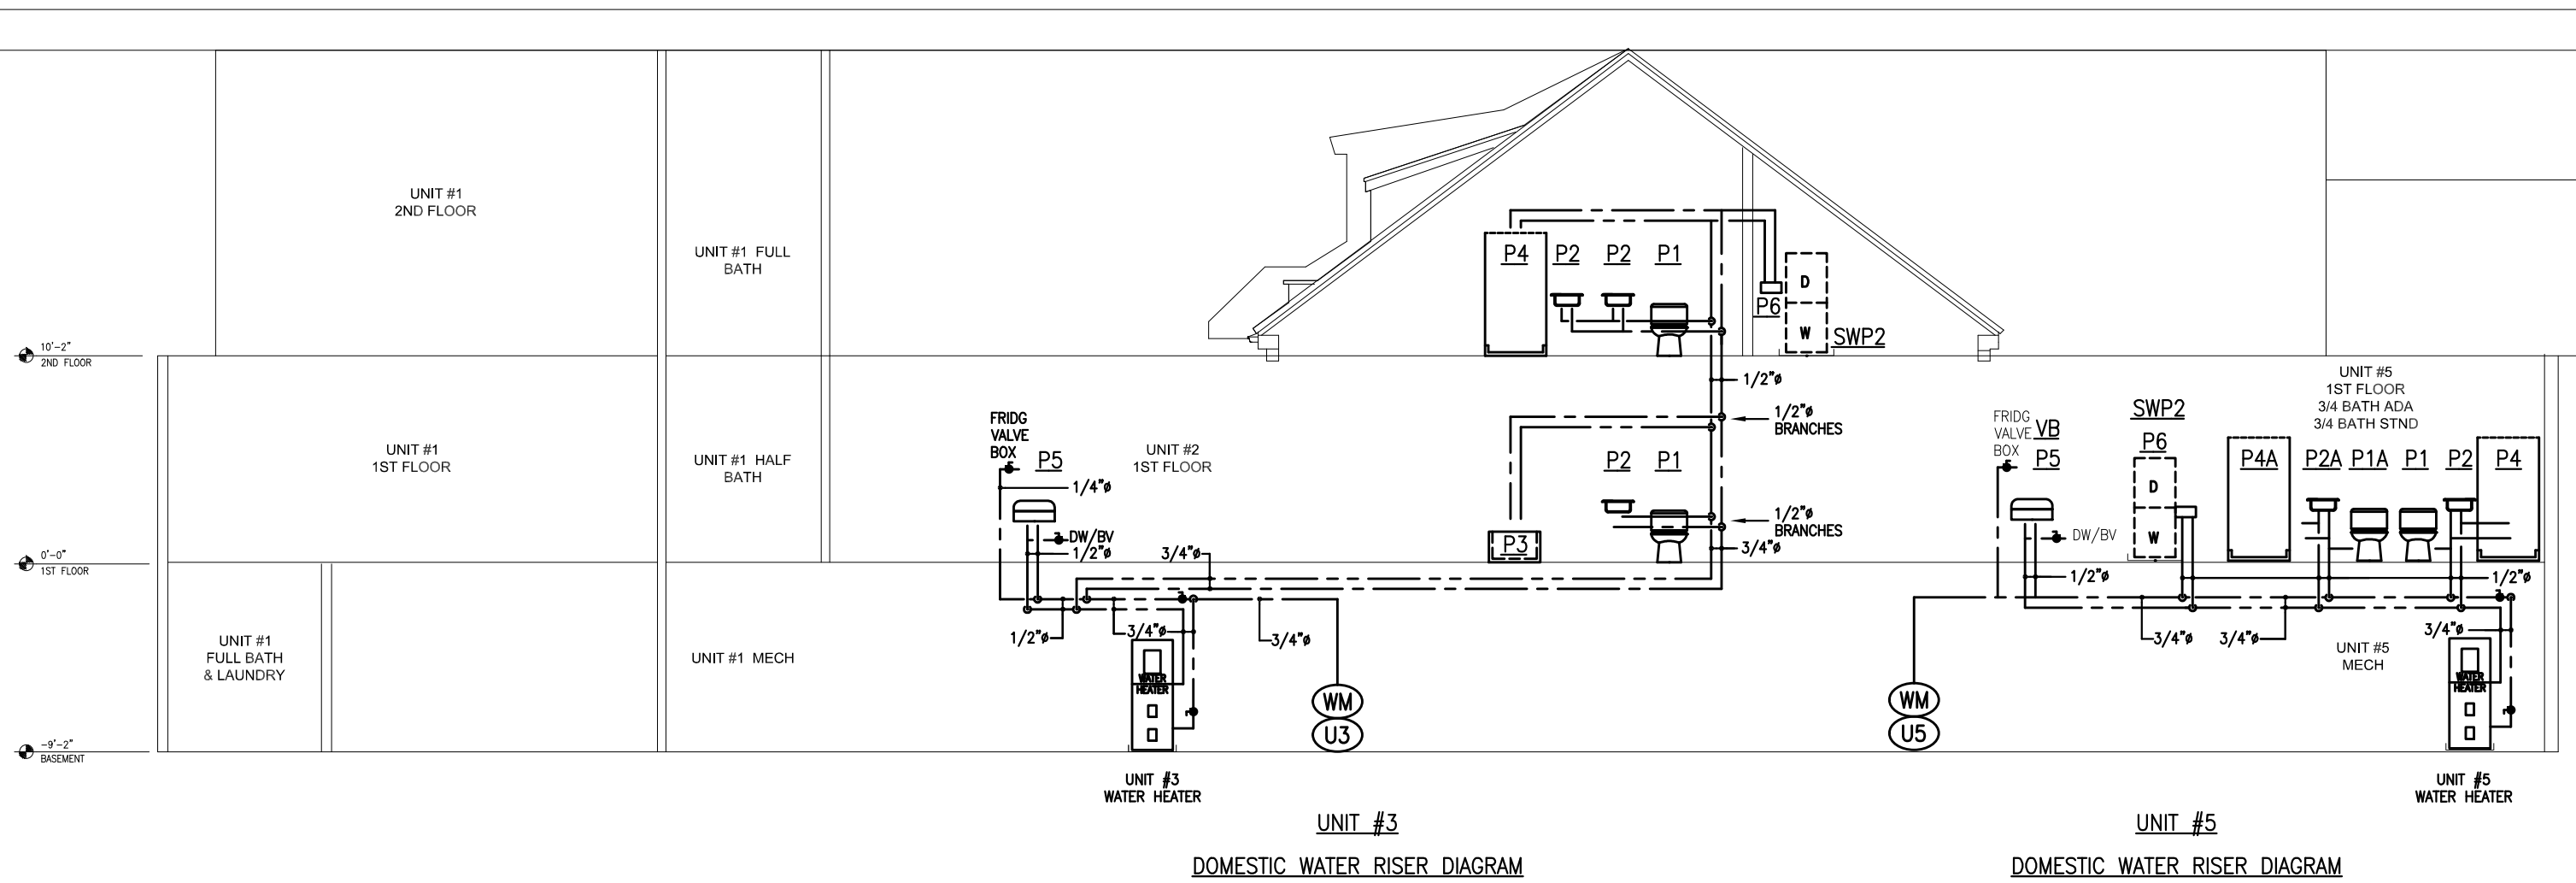 UNIT #1
2ND FLOOR
UNIT #1 FULL
BATH
P4
P2
P2
P1
D
W
P6
SWP2
10'-2"
2ND FLOOR
1/2"ø
UNIT #5
1ST FLOOR
3/4 BATH ADA
3/4 BATH STND
UNIT #1
1ST FLOOR
UNIT #1 HALF
BATH
FRIDG
VALVE
BOX
P5
UNIT #2
1ST FLOOR
1/4"ø
DW/BV
1/2"ø
3/4"ø
1/2"ø
BRANCHES
P2
P1
1/2"ø
BRANCHES
P3
3/4"ø
FRIDG
VALVE
BOX
VB
P5
DW/BV
SWP2
P6
D
W
P4A
P2A
P1A
P1
P2
P4
0'-0"
1ST FLOOR
1/2"ø
1/2"ø
UNIT #1
FULL BATH
& LAUNDRY
UNIT #1 MECH
1/2"ø
3/4"ø
3/4"ø
WATER
HEATER
WM
U3
3/4"ø
3/4"ø
3/4"ø
UNIT #5
MECH
WATER
HEATER
WM
U5
-9'-2"
BASEMENT
UNIT #3
WATER HEATER
UNIT #5
WATER HEATER
UNIT #3
DOMESTIC WATER RISER DIAGRAM
UNIT #5
DOMESTIC WATER RISER DIAGRAM